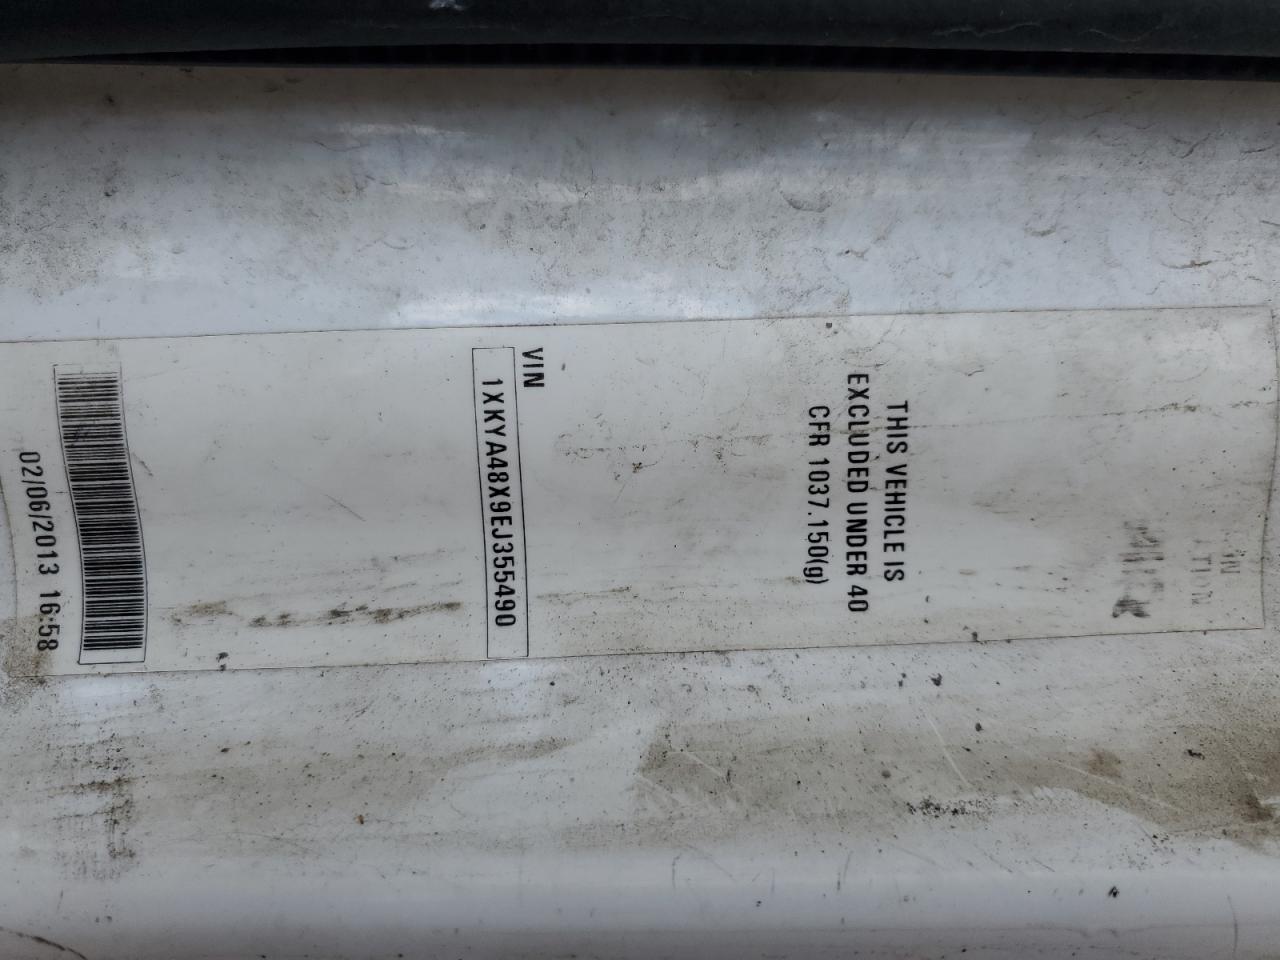 THIS VEHICLE IS
EXCLUDED UNDER 40
CFR 1037.150(g)
VIN
1XKYA48X9EJ355490
02/06/2013 16:58